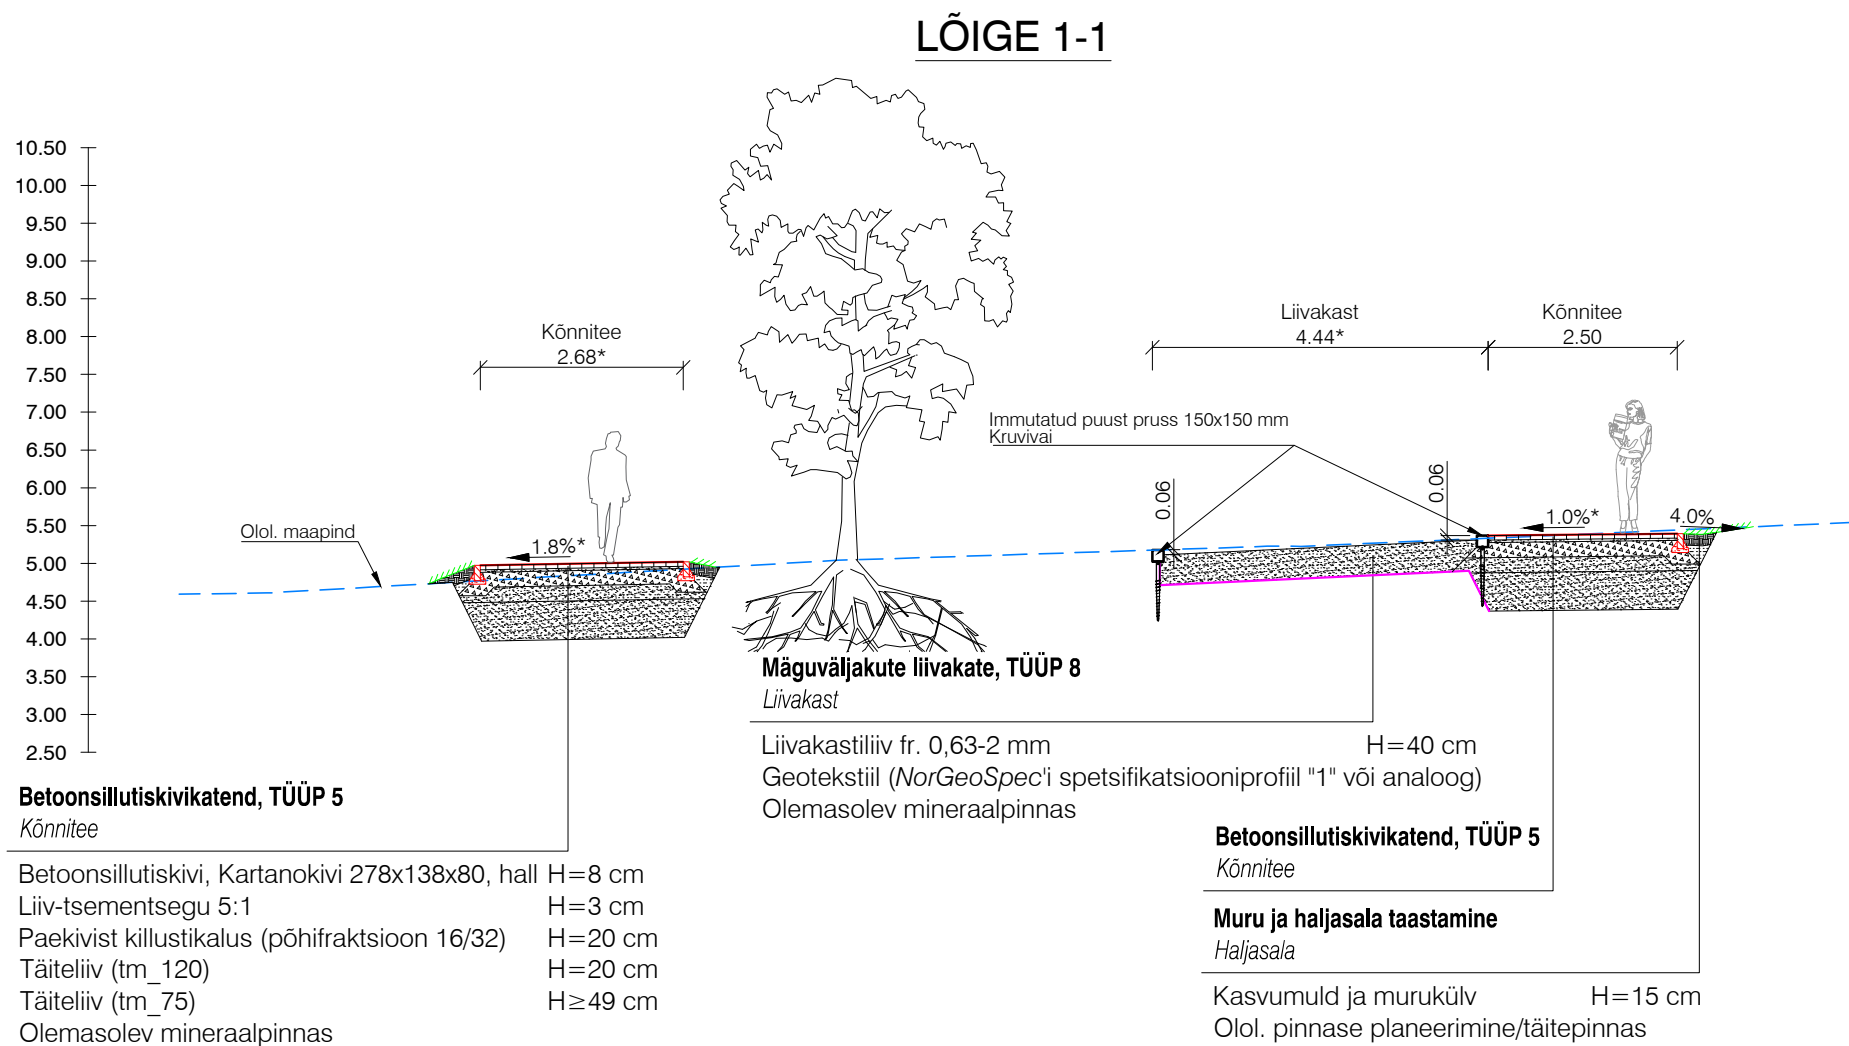 LÕIGE 1-1
10.50
10.00
9.50
9.00
8.50
8.00
7.50
7.00
6.50
6.00
5.50
5.00
4.50
4.00
3.50
3.00
2.50
Kõnnitee
2.68*
Liivakast
4.44*
Kõnnitee
2.50
Immutatud puust pruss 150x150 mm
Kruvivai
0.06
0.06
Olol. maapind
1.8%*
1.0%*
4.0%
Mäguväljakute liivakate, TÜÜP 8
Liivakast
Liivakastiliiv fr. 0,63-2 mm H=40 cm
Geotekstiil (NorGeoSpec'i spetsifikatsiooniprofiil "1" või analoog)
Olemasolev mineraalpinnas
Betoonsillutiskivikatend, TÜÜP 5
Kõnnitee
Betoonsillutiskivi, Kartanokivi 278x138x80, hall H=8 cm
Liiv-tsementsegu 5:1 H=3 cm
Paekivist killustikalus (põhifraktsioon 16/32) H=20 cm
Täiteliiv (tm_120) H=20 cm
Täiteliiv (tm_75) H≥49 cm
Olemasolev mineraalpinnas
Betoonsillutiskivikatend, TÜÜP 5
Kõnnitee
Muru ja haljasala taastamine
Haljasala
Kasvumuld ja murukülv H=15 cm
Olol. pinnase planeerimine/täitepinnas